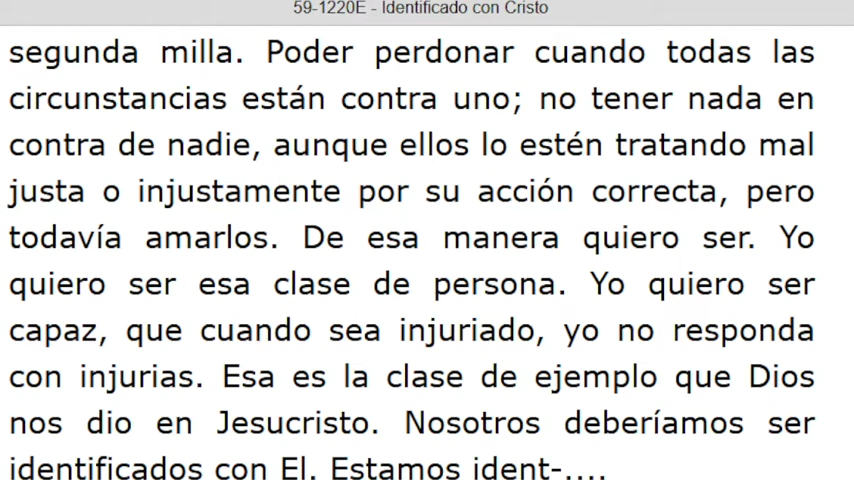 59-1220E - Identificado con Cristo
segunda milla. Poder perdonar cuando todas las
circunstancias están contra uno; no tener nada en
contra de nadie, aunque ellos lo estén tratando mal
justa o injustamente por su acción correcta, pero
todavía amarlos. De esa manera quiero ser. Yo
quiero ser esa clase de persona. Yo quiero ser
capaz, que cuando sea injuriado, yo no responda
con injurias. Esa es la clase de ejemplo que Dios
nos dio en Jesucristo. Nosotros deberíamos ser
identificados con El. Estamos ident-....